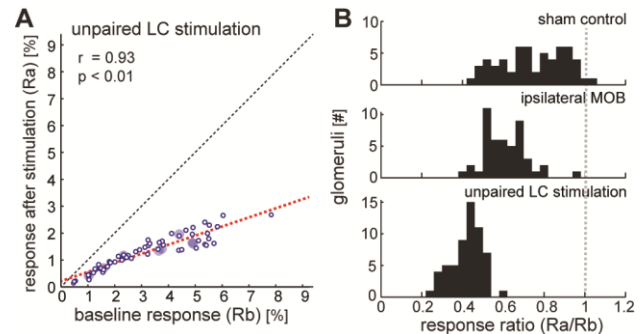 A
unpaired LC stimulation
r = 0.93
p < 0.01
response after stimulation (Ra) [%]
9
8
7
6
5
4
3
2
1
0
0 1 2 3 4 5 6 7 8 9
baseline response (Rb) [%]
B
sham control
10
5
0
ipsilateral MOB
10
5
0
glomeruli [#]
unpaired LC stimulation
15
10
5
0
0 0.2 0.4 0.6 0.8 1 1.2
response ratio (Ra/Rb)